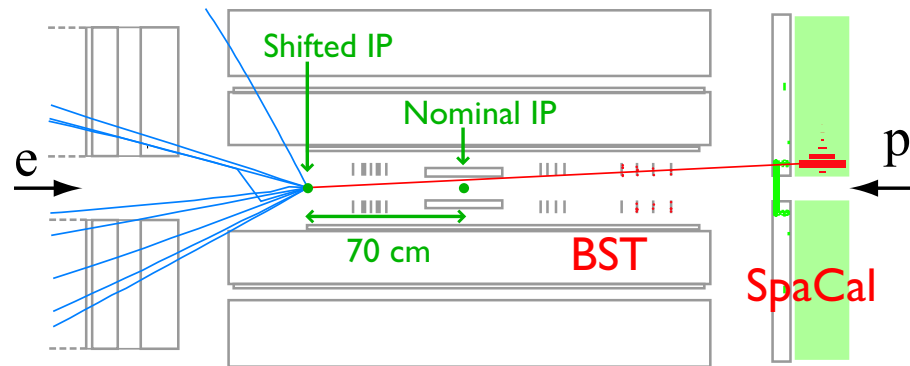 Shifted IP
Nominal IP
e
p
70 cm
BST
SpaCal